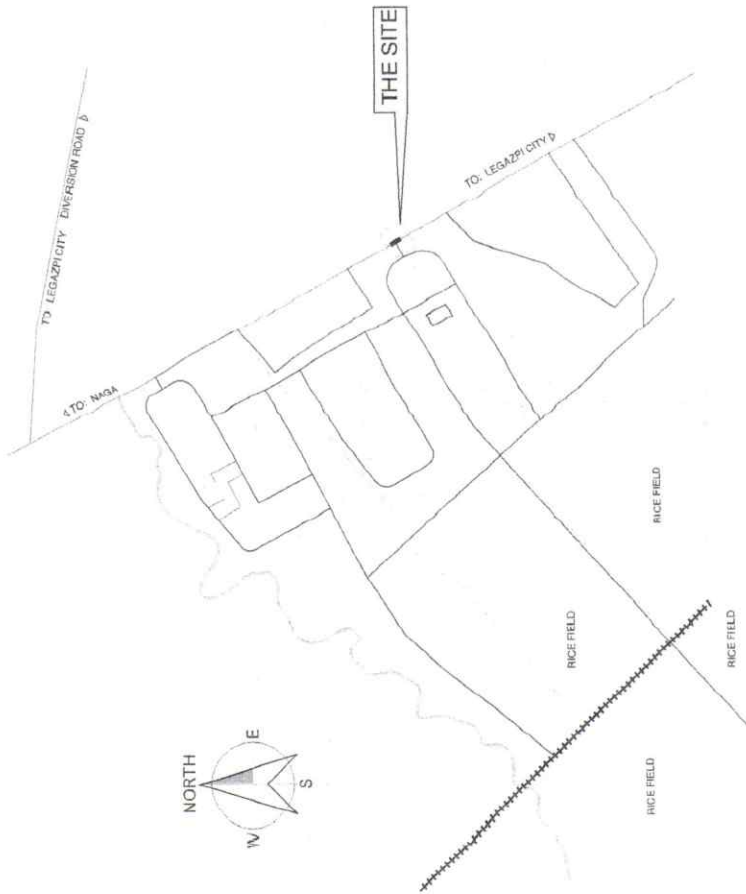 TO LEGAZPI CITY DIVERSION ROAD
TO: NAGA
THE SITE
TO: LEGAZPI CITY
NORTH
W
E
S
RICE FIELD
RICE FIELD
RICE FIELD
RICE FIELD